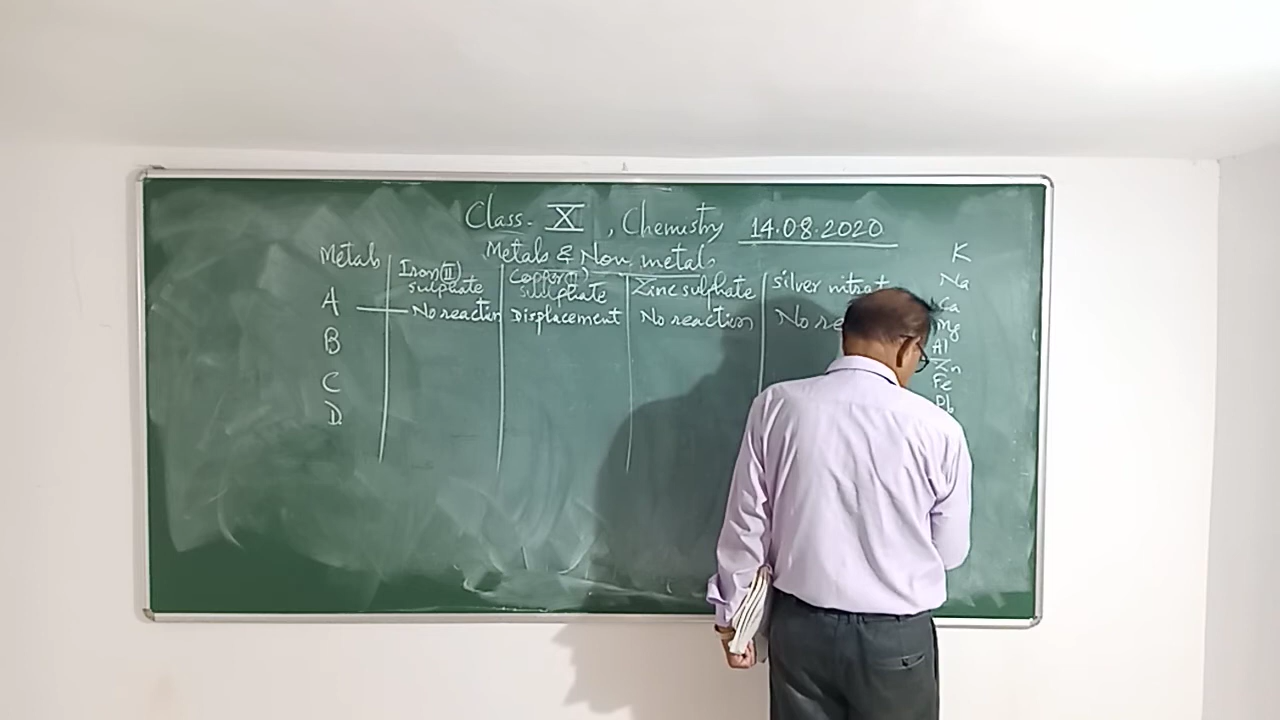 Class - X , Chemistry 14.08.2020
Metals & Non metals
Metals Iron (II) sulphate Copper (II) sulphate Zinc sulphate silver nitrat
A No reaction Displacement No reaction No re
B
C
D.
K
Na
Ca
Mg
Al
Zn
Fe
Pb